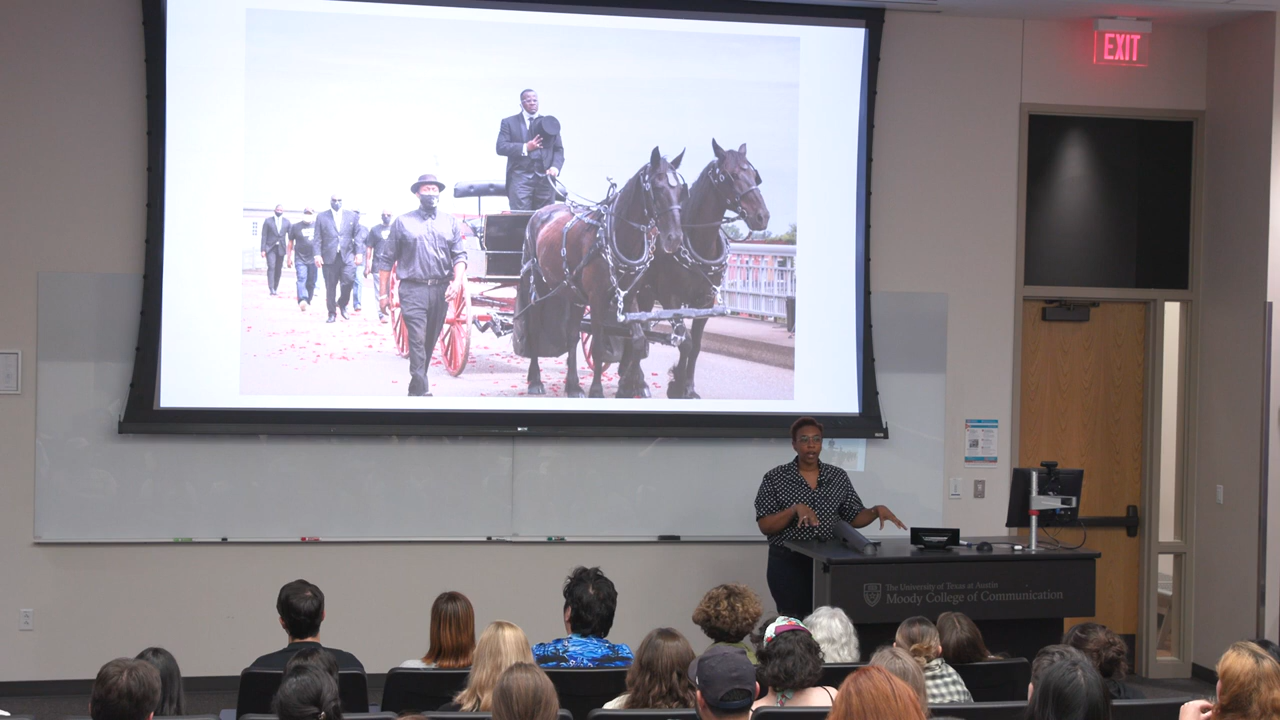 EXIT
The University of Texas at Austin
Moody College of Communication